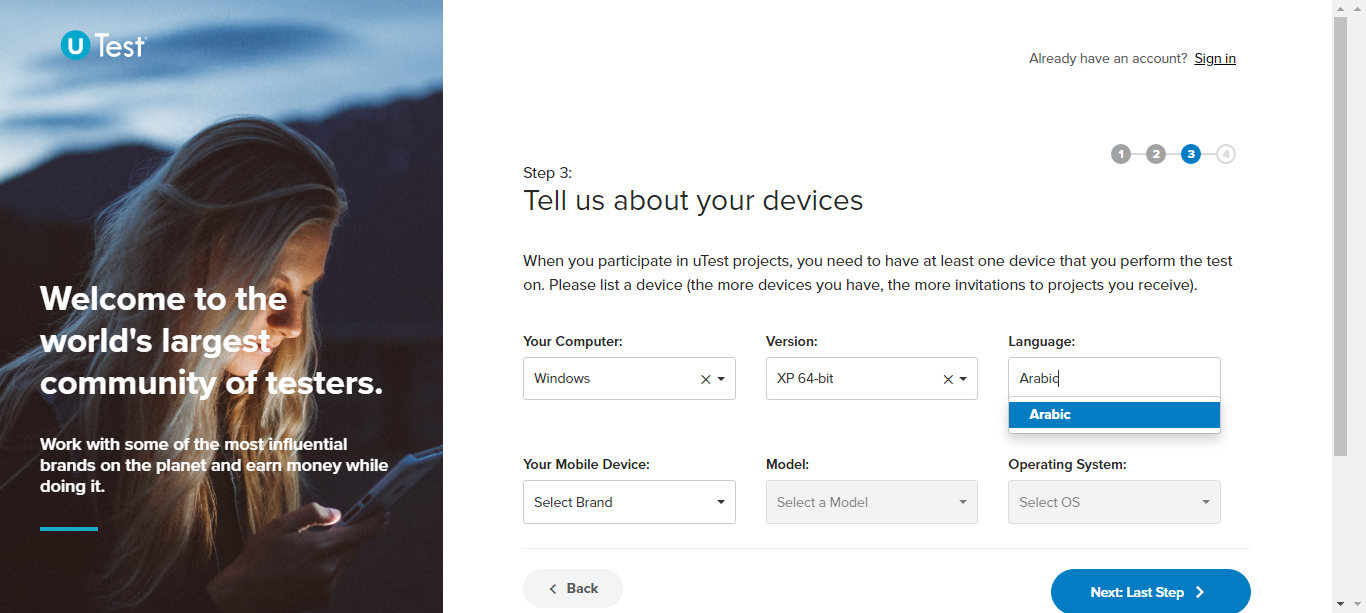 uTest
Already have an account? Sign in
1 2 3 4
Step 3:
Tell us about your devices
When you participate in uTest projects, you need to have at least one device that you perform the test
on. Please list a device (the more devices you have, the more invitations to projects you receive).
Welcome to the
world's largest
community of testers.
Work with some of the most influential
brands on the planet and earn money while
doing it.
Your Computer: Version: Language:
Windows XP 64-bit Arabic
Arabic
Your Mobile Device: Model: Operating System:
Select Brand Select a Model Select OS
Back Next: Last Step